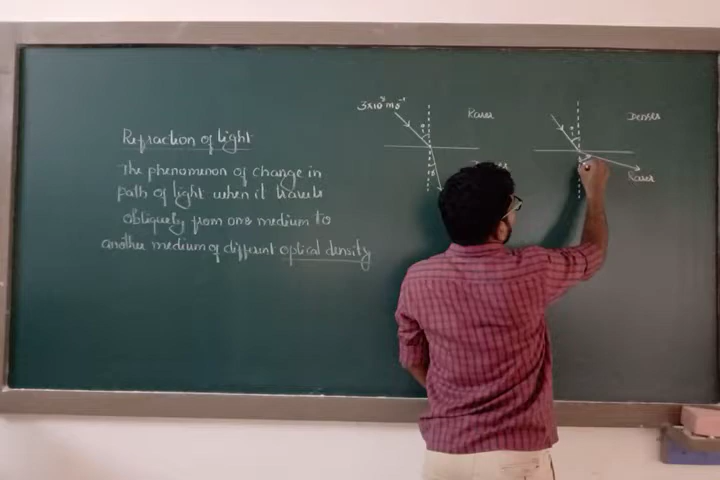 Refraction of light
The phenomenon of change in
path of light when it travels
obliquely from one medium to
another medium of different optical density
3x10⁸ms⁻¹
Rarer
Denser
Rarer